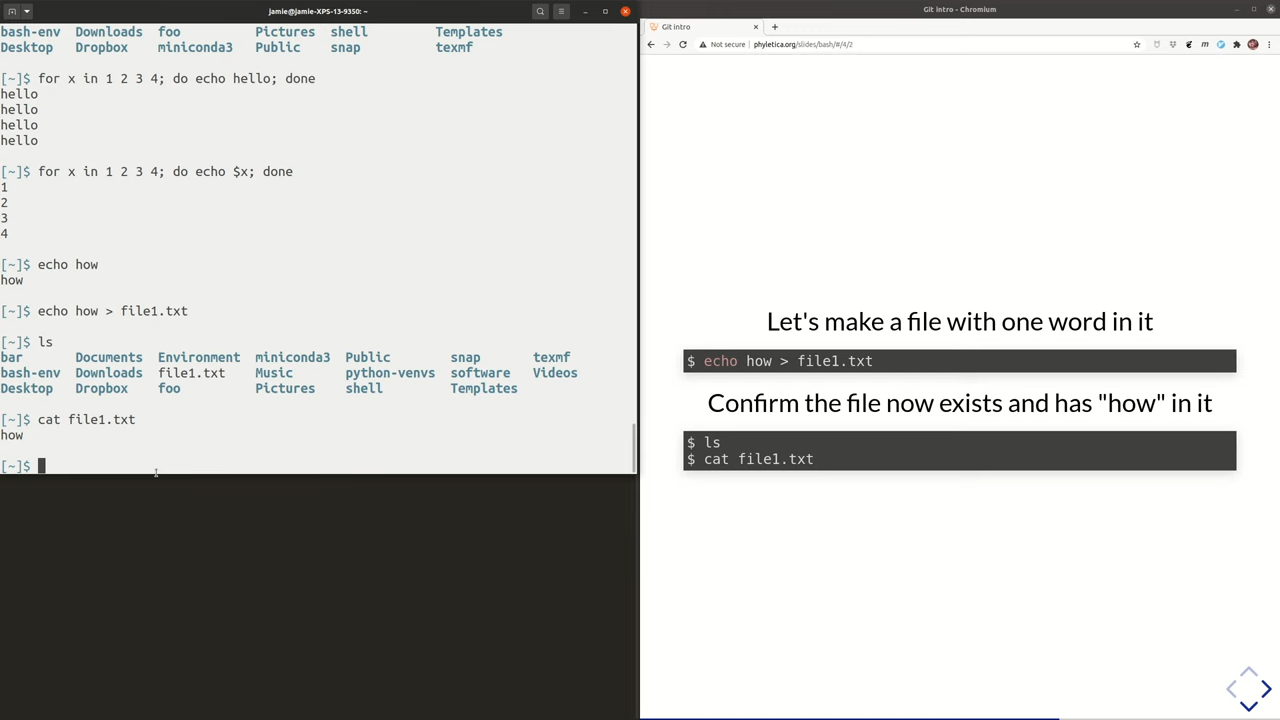 jamie@jamie-XPS-13-9350: ~
bash-env Downloads foo Pictures shell Templates
Desktop Dropbox miniconda3 Public snap texmf
[~]$ for x in 1 2 3 4; do echo hello; done
hello
hello
hello
hello
[~]$ for x in 1 2 3 4; do echo $x; done
1
2
3
4
[~]$ echo how
how
[~]$ echo how > file1.txt
[~]$ ls
bar Documents Environment miniconda3 Public snap texmf
bash-env Downloads file1.txt Music python-venvs software Videos
Desktop Dropbox foo Pictures shell Templates
[~]$ cat file1.txt
how
[~]$
Git intro - Chromium
Git intro
Not secure phyletica.org/slides/bash/#/4/2
Let's make a file with one word in it
$ echo how > file1.txt
Confirm the file now exists and has "how" in it
$ ls
$ cat file1.txt